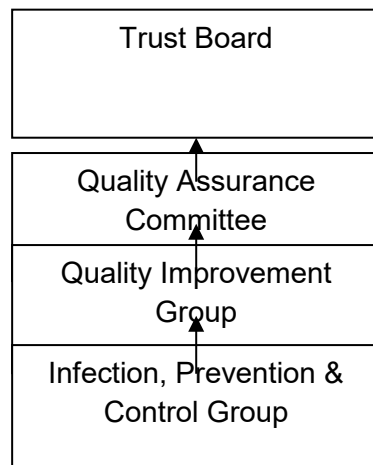 Trust Board
Quality Assurance
Committee
Quality Improvement
Group
Infection, Prevention &
Control Group